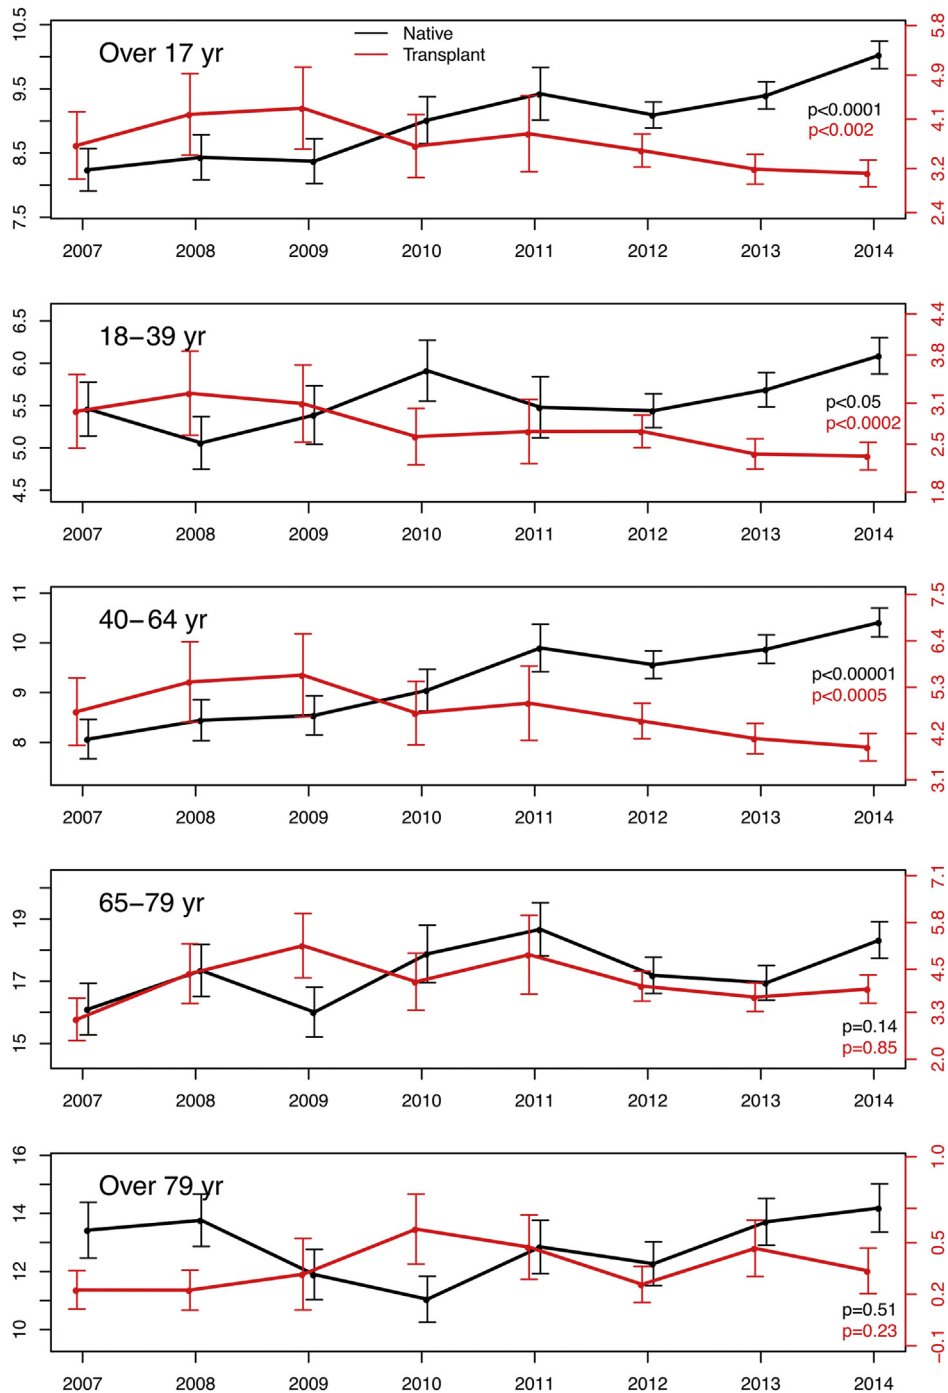 Over 17 yr
Native
Transplant
p<0.0001
p<0.002
7.5 8.5 9.5 10.5
2.4 3.2 4.1 4.9 5.8
2007 2008 2009 2010 2011 2012 2013 2014
18–39 yr
p<0.05
p<0.0002
4.5 5.0 5.5 6.0 6.5
1.8 2.5 3.1 3.8 4.4
2007 2008 2009 2010 2011 2012 2013 2014
40–64 yr
p<0.00001
p<0.0005
8 9 10 11
3.1 4.2 5.3 6.4 7.5
2007 2008 2009 2010 2011 2012 2013 2014
65–79 yr
p=0.14
p=0.85
15 17 19
2.0 3.3 4.5 5.8 7.1
2007 2008 2009 2010 2011 2012 2013 2014
Over 79 yr
p=0.51
p=0.23
10 12 14 16
−0.1 0.2 0.5 1.0
2007 2008 2009 2010 2011 2012 2013 2014